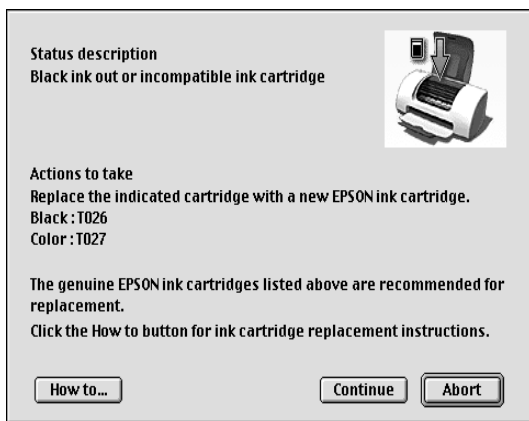 Status description
Black ink out or incompatible ink cartridge
Actions to take
Replace the indicated cartridge with a new EPSON ink cartridge.
Black : T026
Color : T027
The genuine EPSON ink cartridges listed above are recommended for
replacement.
Click the How to button for ink cartridge replacement instructions.
How to...
Continue
Abort